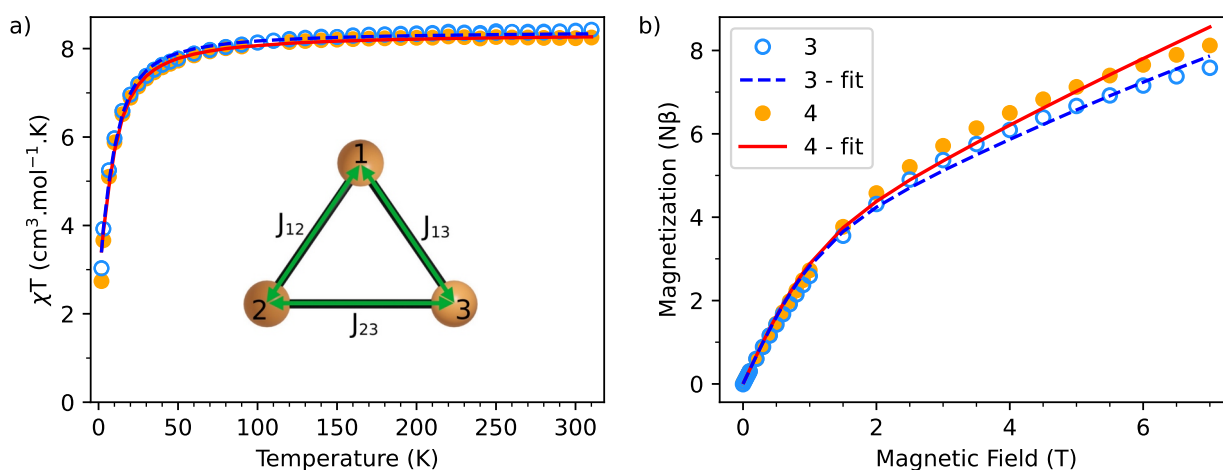 a)
8
6
4
2
0
χT (cm³.mol⁻¹.K)
1
J₁₂
J₁₃
2
3
J₂₃
0 50 100 150 200 250 300
Temperature (K)
b)
3
3 - fit
4
4 - fit
8
6
4
2
0
Magnetization (Nβ)
0 2 4 6
Magnetic Field (T)